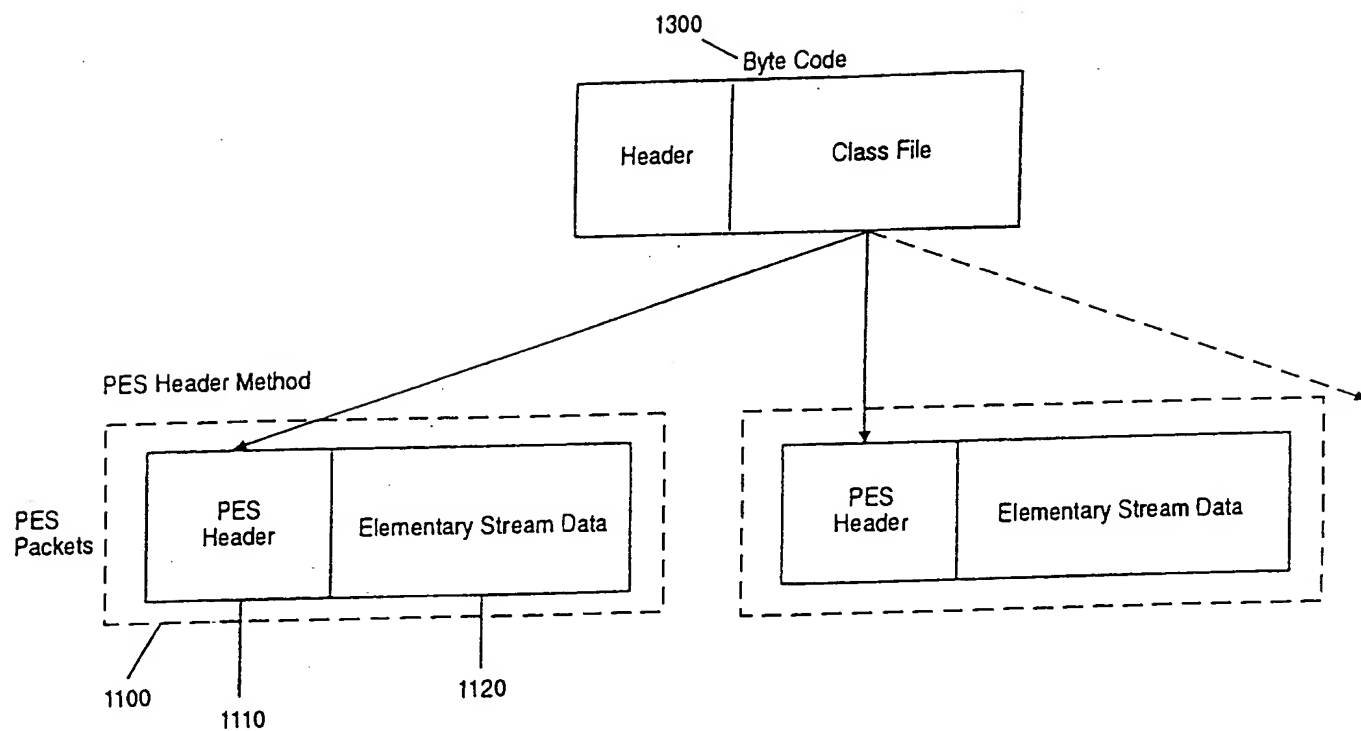 1300
Byte Code
Header
Class File
PES Header Method
PES
Packets
PES
Header
Elementary Stream Data
PES
Header
Elementary Stream Data
1100
1110
1120